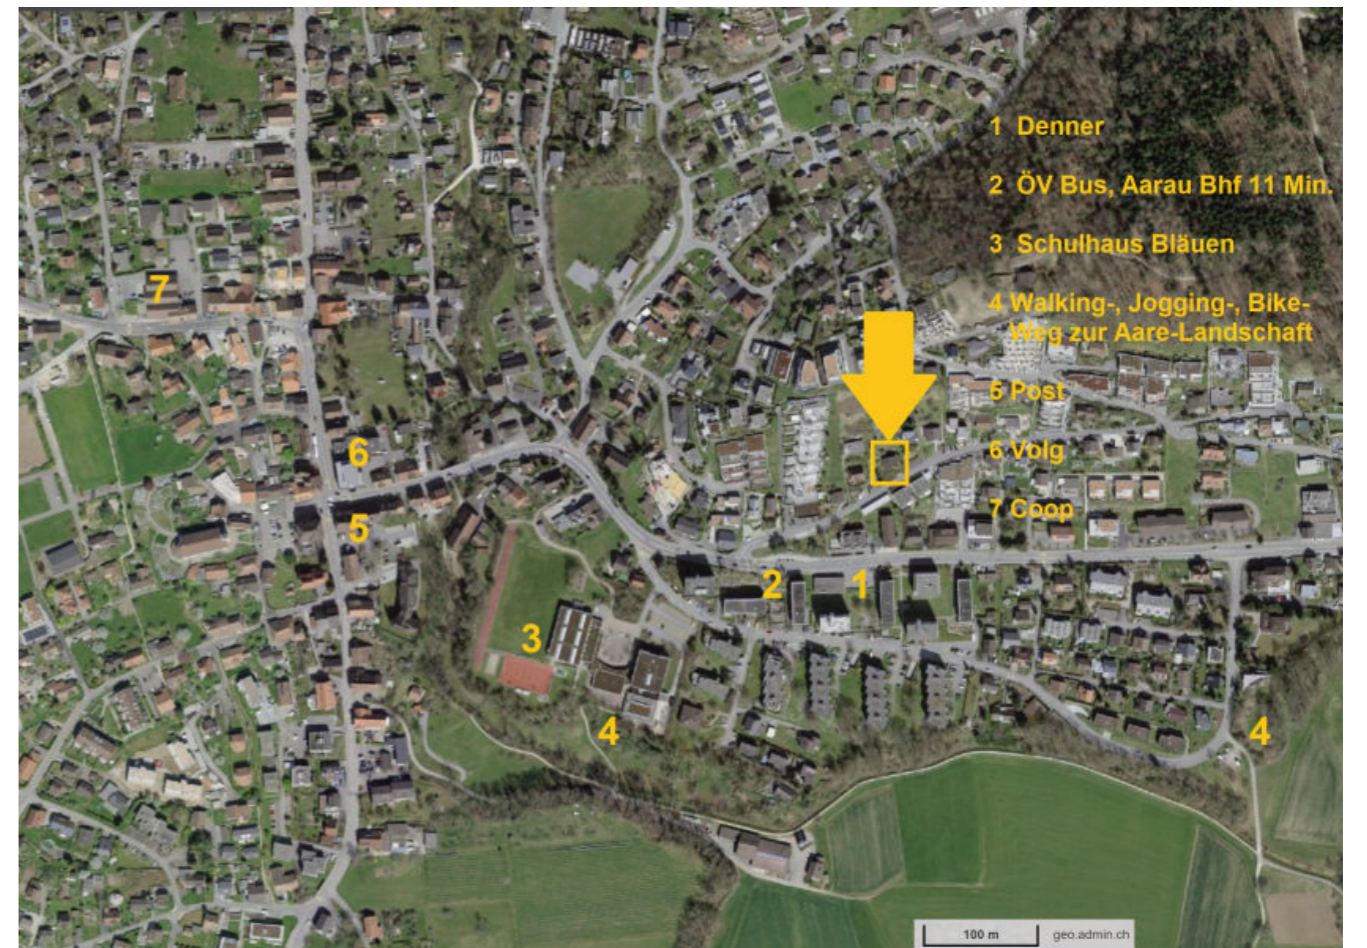 1 Denner
2 ÖV Bus, Aarau Bhf 11 Min.
3 Schulhaus Bläuen
4 Walking-, Jogging-, Bike-
Weg zur Aare-Landschaft
5 Post
6 Volg
7 Coop
7
6
5
2
1
3
4
4
100 m
geo.admin.ch